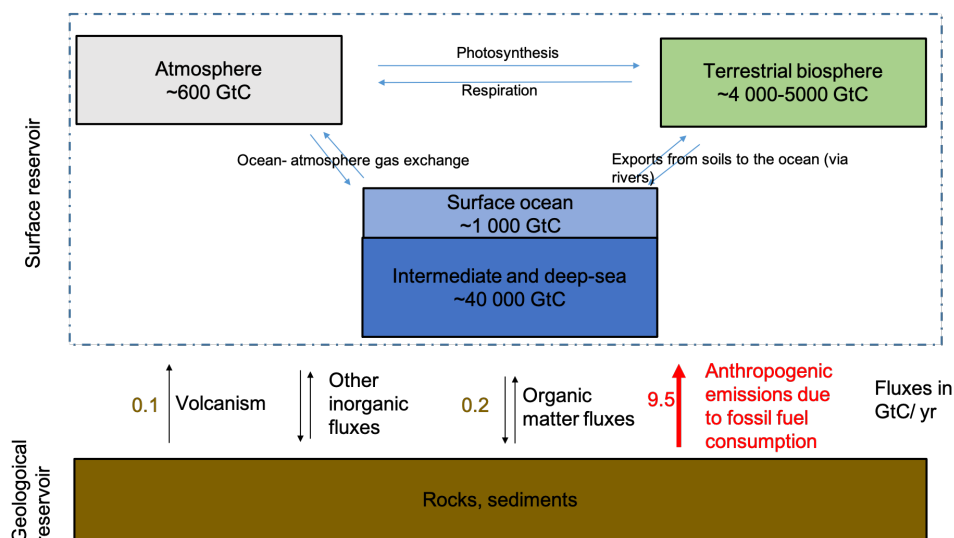 Atmosphere
~600 GtC
Photosynthesis
Respiration
Terrestrial biosphere
~4 000-5000 GtC
Surface reservoir
Ocean- atmosphere gas exchange
Exports from soils to the ocean (via
rivers)
Surface ocean
~1 000 GtC
Intermediate and deep-sea
~40 000 GtC
0.1
Volcanism
Other
inorganic
fluxes
0.2
Organic
matter fluxes
9.5
Anthropogenic
emissions due
to fossil fuel
consumption
Fluxes in
GtC/ yr
Geologoical
reservoir
Rocks, sediments